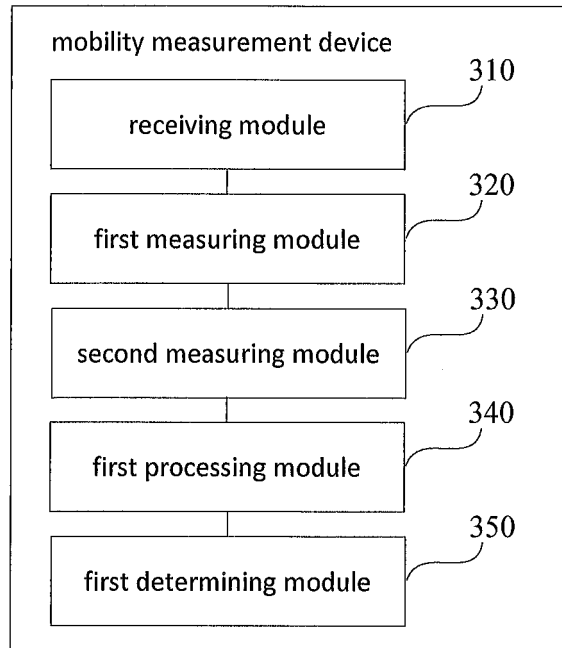 mobility measurement device
310
receiving module
320
first measuring module
330
second measuring module
340
first processing module
350
first determining module